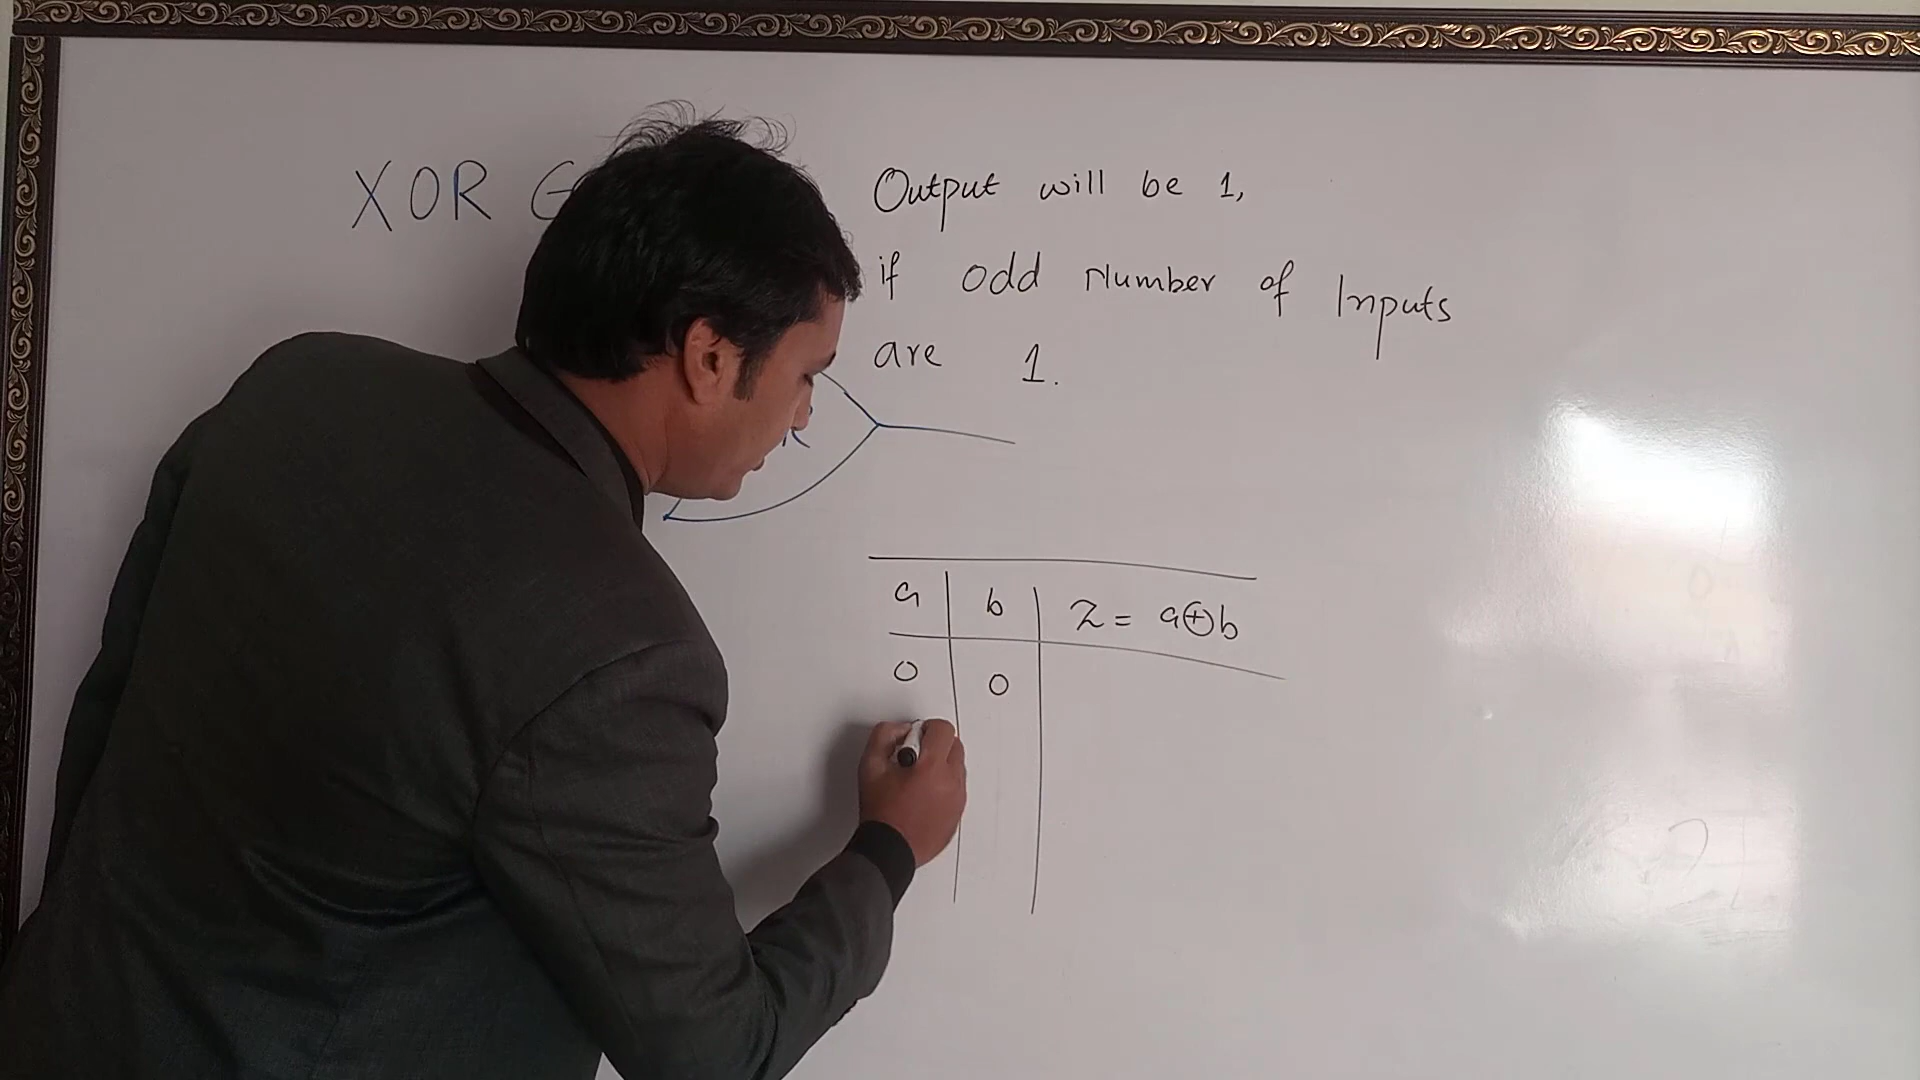 XOR G
Output will be 1,
if odd Number of Inputs
are 1.
R
a b Z = a⊕b
0 0